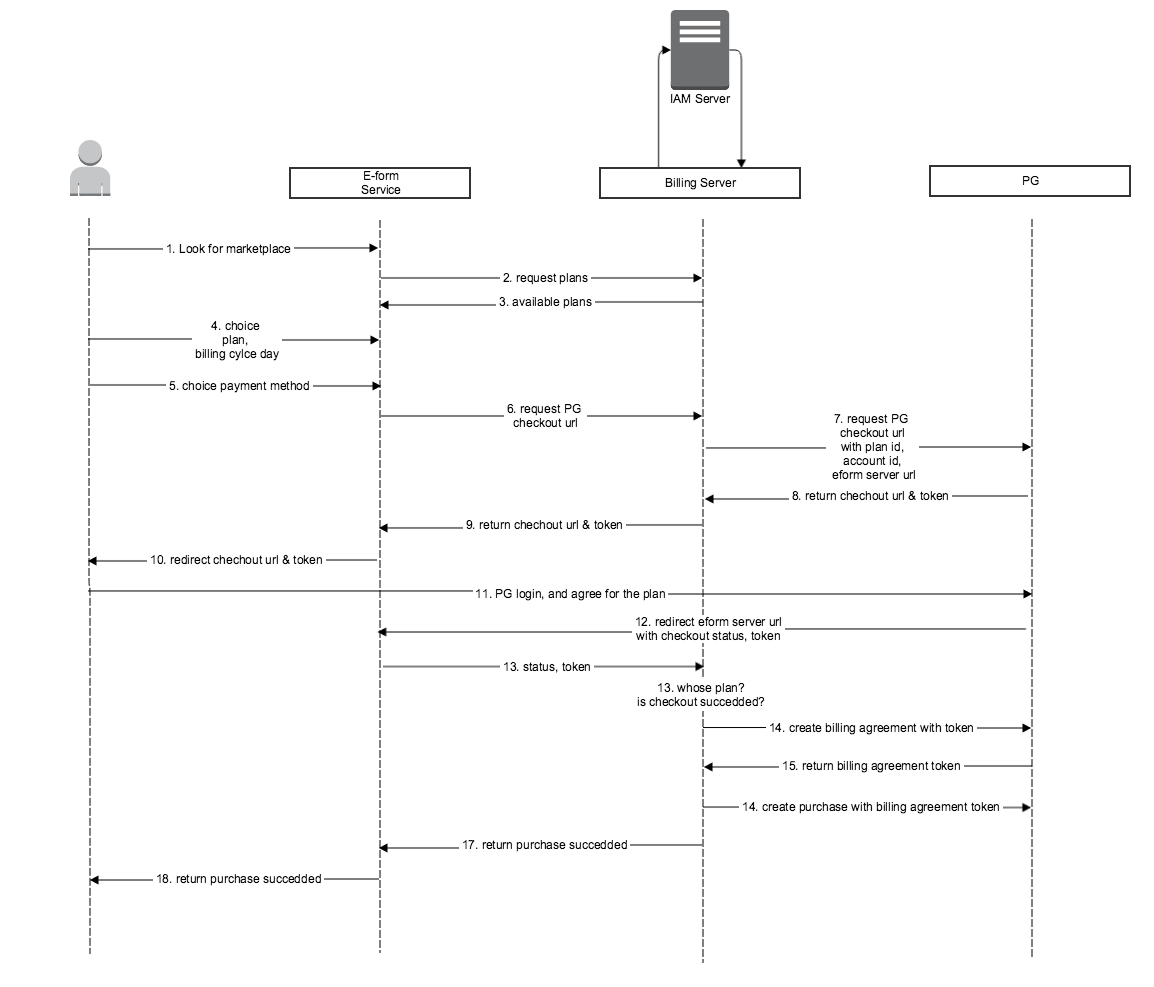 IAM Server
E-form
Service
Billing Server
PG
1. Look for marketplace
2. request plans
3. available plans
4. choice
plan,
billing cylce day
5. choice payment method
6. request PG
checkout url
7. request PG
checkout url
with plan id,
account id,
eform server url
8. return chechout url & token
9. return chechout url & token
10. redirect chechout url & token
11. PG login, and agree for the plan
12. redirect eform server url
with checkout status, token
13. status, token
13. whose plan?
is checkout succedded?
14. create billing agreement with token
15. return billing agreement token
14. create purchase with billing agreement token
17. return purchase succedded
18. return purchase succedded